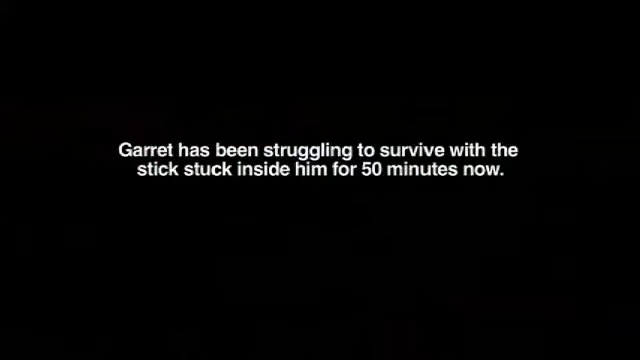 Garret has been struggling to survive with the
stick stuck inside him for 50 minutes now.